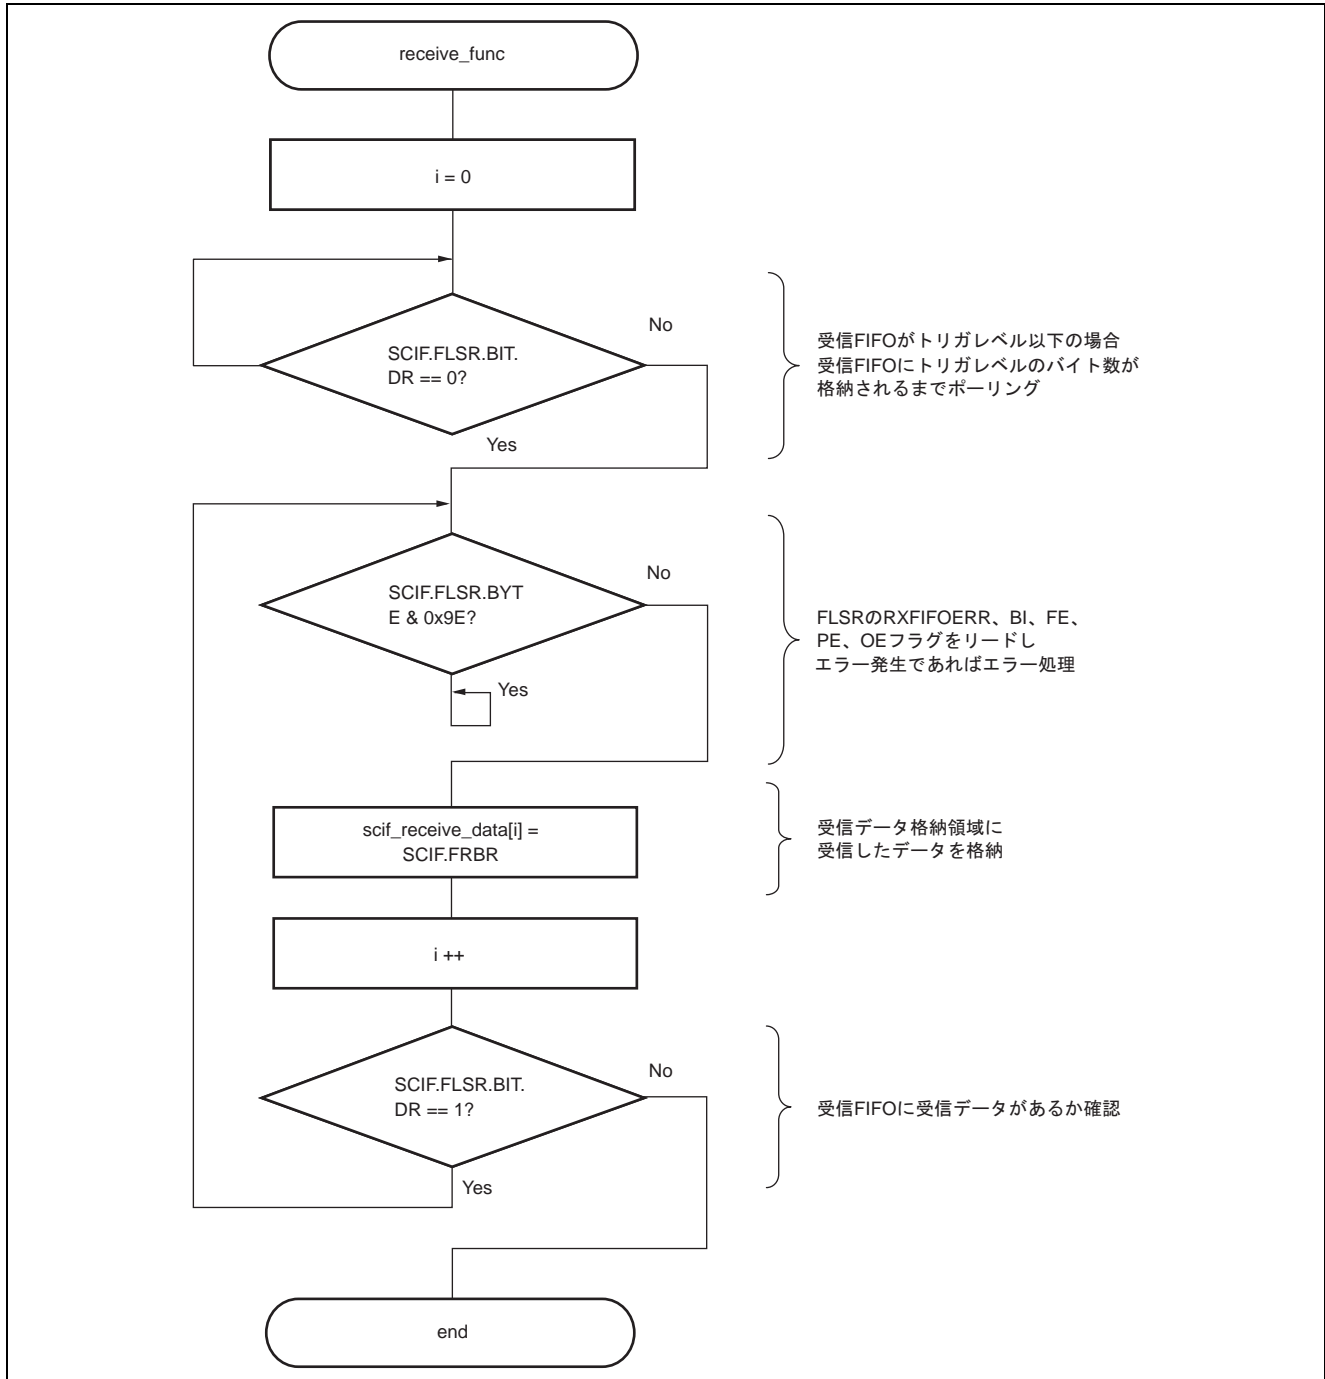 receive_func
i = 0
No
SCIF.FLSR.BIT.
DR == 0?
Yes
受信FIFOがトリガレベル以下の場合
受信FIFOにトリガレベルのバイト数が
格納されるまでポーリング
No
SCIF.FLSR.BYT
E & 0x9E?
Yes
FLSRのRXFIFOERR、BI、FE、
PE、OEフラグをリードし
エラー発生であればエラー処理
scif_receive_data[i] =
SCIF.FRBR
受信データ格納領域に
受信したデータを格納
i ++
No
SCIF.FLSR.BIT.
DR == 1?
Yes
受信FIFOに受信データがあるか確認
end